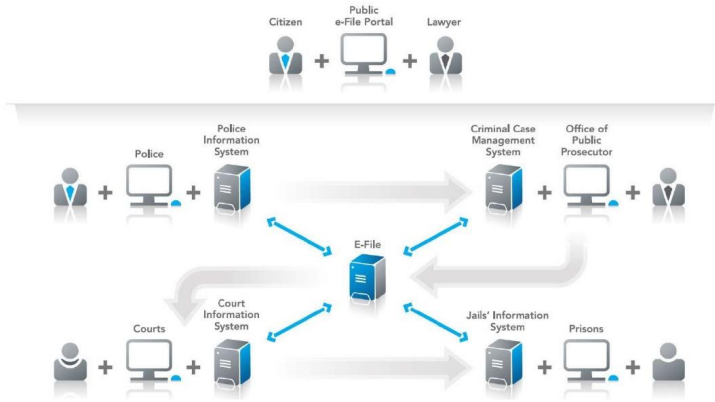 Citizen
Public
e-File Portal
Lawyer
Police
Police
Information
System
Criminal Case
Management
System
Office of
Public
Prosecutor
E-File
Courts
Court
Information
System
Jails' Information
System
Prisons